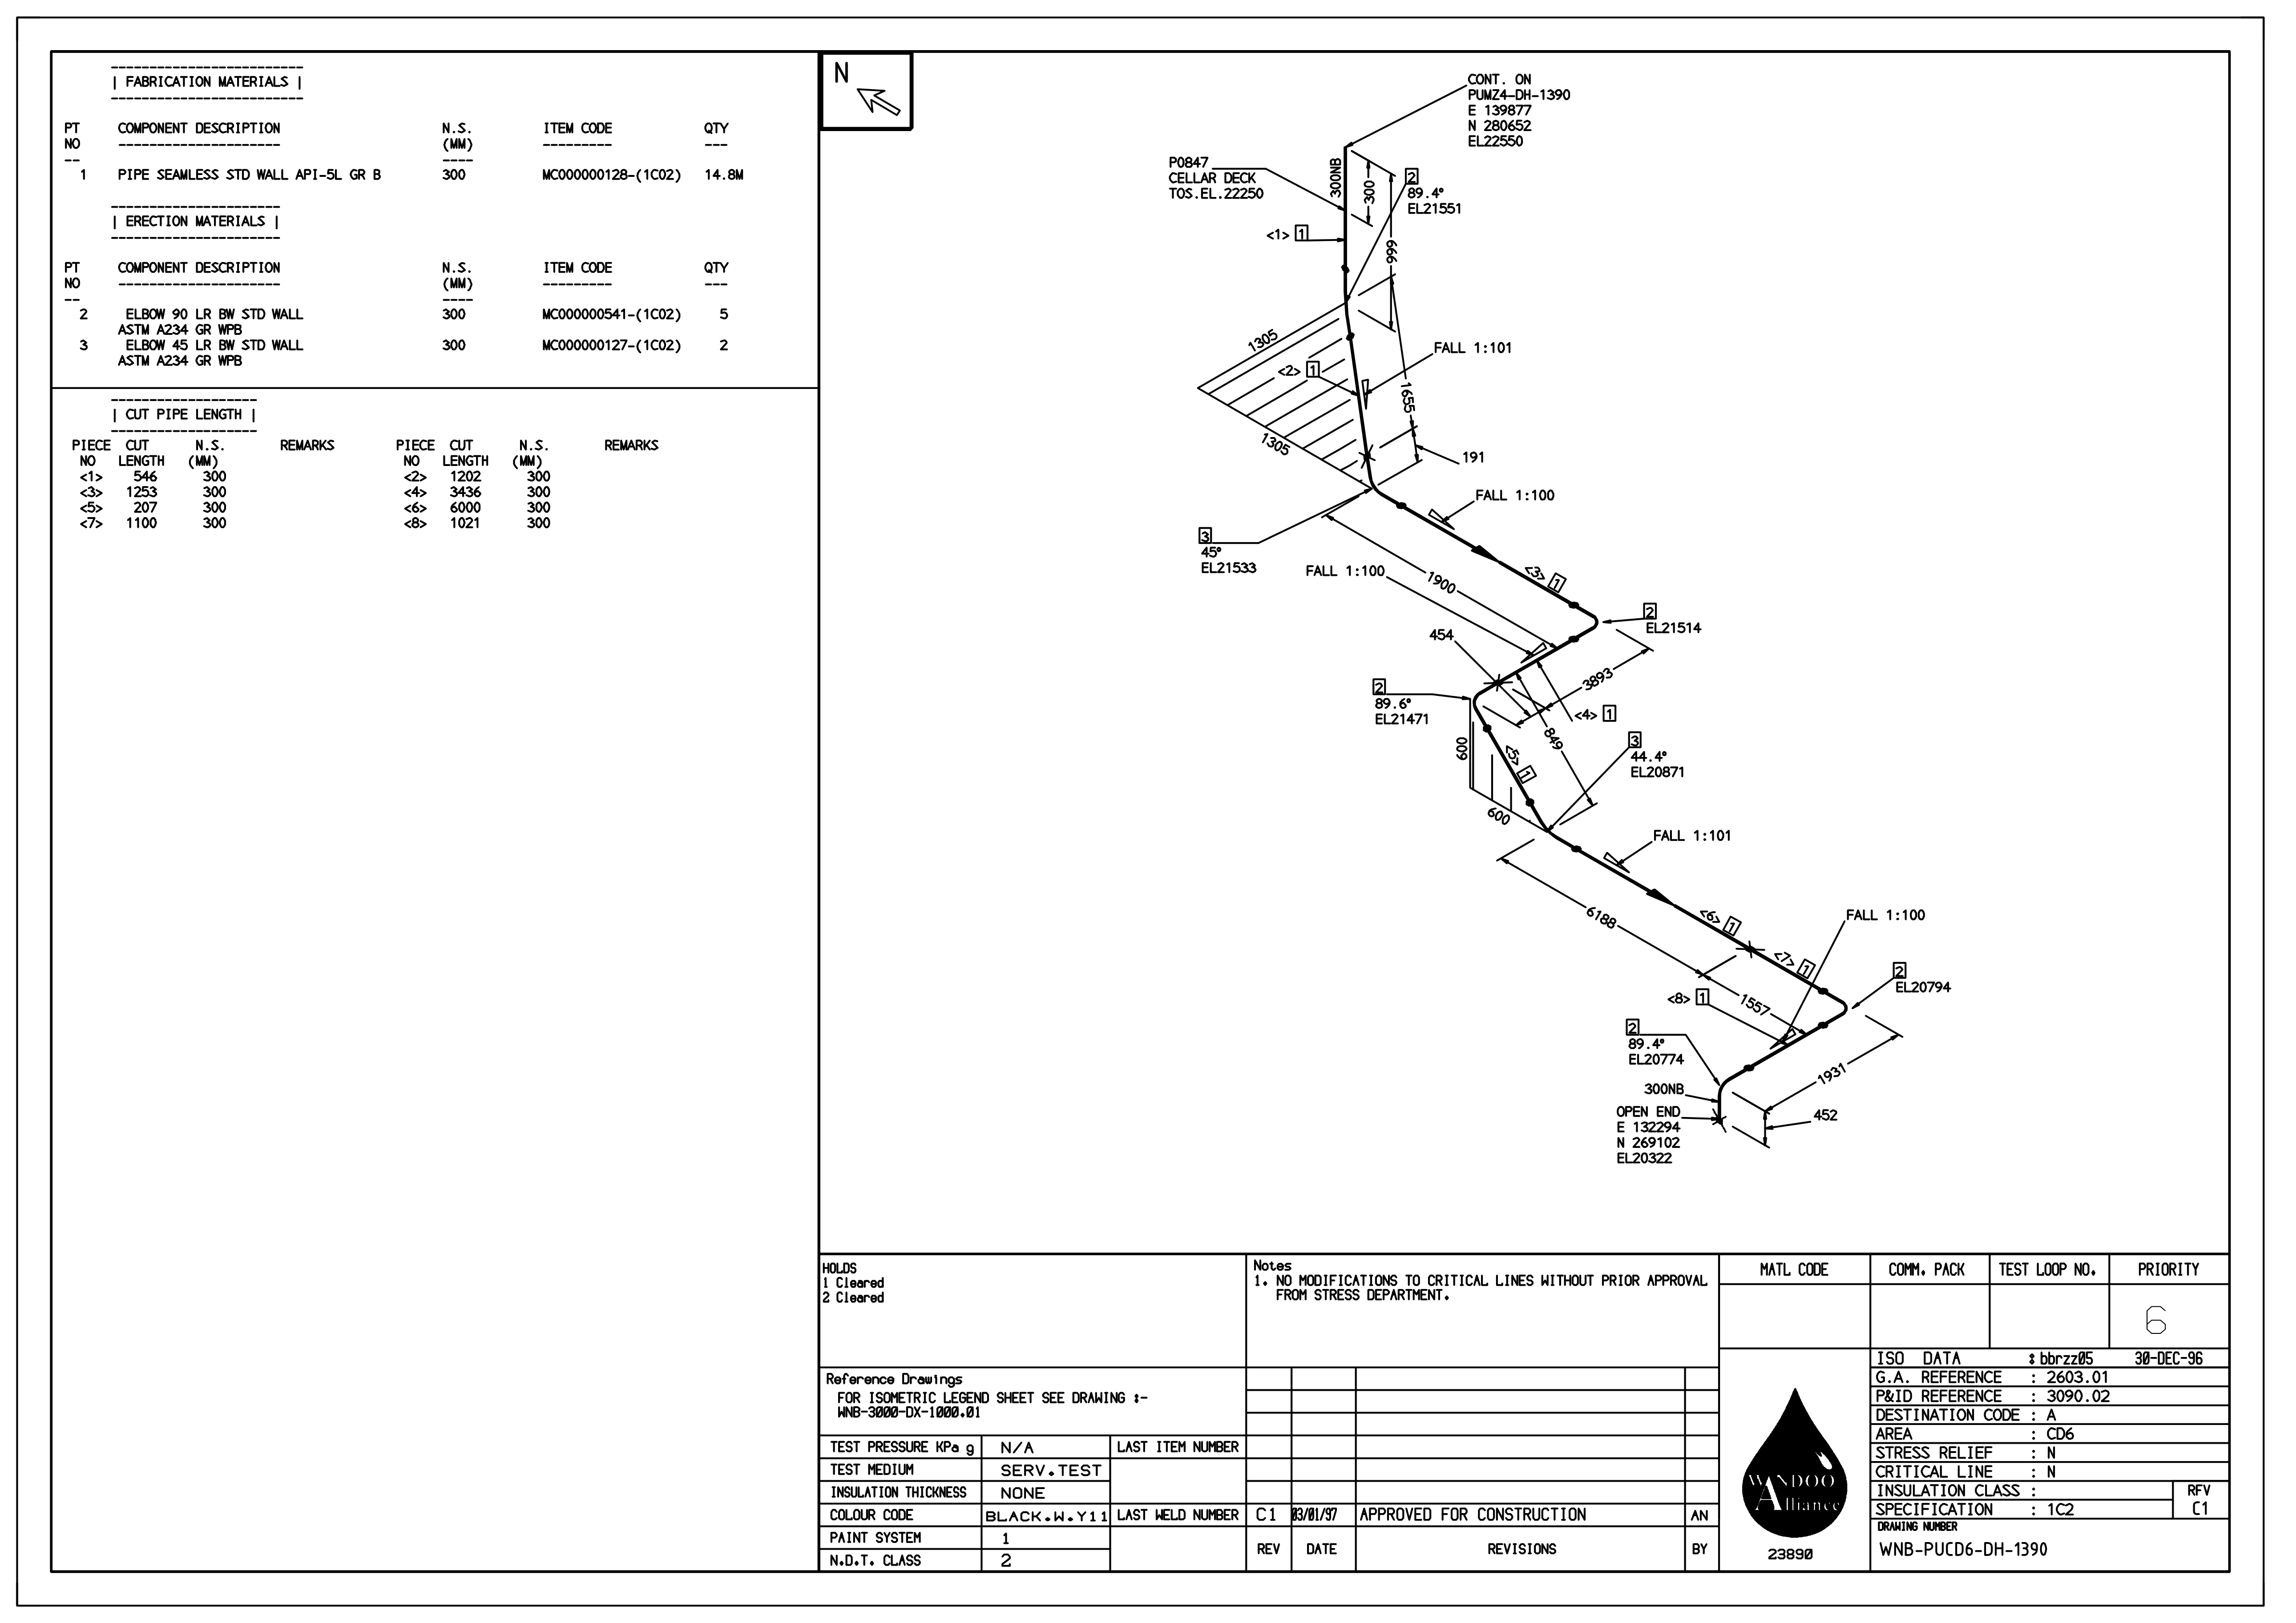 | FABRICATION MATERIALS |
PT NO COMPONENT DESCRIPTION N.S. (MM) ITEM CODE QTY
1 PIPE SEAMLESS STD WALL API-5L GR B 300 MC000000128-(1C02) 14.8M
| ERECTION MATERIALS |
PT NO COMPONENT DESCRIPTION N.S. (MM) ITEM CODE QTY
2 ELBOW 90 LR BW STD WALL 300 MC000000541-(1C02) 5
ASTM A234 GR WPB
3 ELBOW 45 LR BW STD WALL 300 MC000000127-(1C02) 2
ASTM A234 GR WPB
| CUT PIPE LENGTH |
PIECE CUT N.S. REMARKS PIECE CUT N.S. REMARKS
NO LENGTH (MM) NO LENGTH (MM)
<1> 546 300 <2> 1202 300
<3> 1253 300 <4> 3436 300
<5> 207 300 <6> 6000 300
<7> 1100 300 <8> 1021 300
N
CONT. ON
PUMZ4-DH-1390
E 139877
N 280652
EL22550
P0847
CELLAR DECK
TOS.EL.22250
300NB
300
2
89.4°
EL21551
<1> 1
999
1305
<2> 1
FALL 1:101
1655
1305
191
FALL 1:100
3
45°
EL21533
FALL 1:100
1900
<3> 1
2
EL21514
454
3893
2
89.6°
EL21471
<4> 1
600
849
<5> 1
3
44.4°
EL20871
600
FALL 1:101
6188
<6> 1
FALL 1:100
<7> 1
2
EL20794
<8> 1
1557
2
89.4°
EL20774
1931
300NB
OPEN END
E 132294
N 269102
EL20322
452
HOLDS
1 Cleared
2 Cleared
Notes
1. NO MODIFICATIONS TO CRITICAL LINES WITHOUT PRIOR APPROVAL
FROM STRESS DEPARTMENT.
MATL CODE COMM. PACK TEST LOOP NO. PRIORITY
6
Reference Drawings
FOR ISOMETRIC LEGEND SHEET SEE DRAWING :-
WNB-3000-DX-1000.01
TEST PRESSURE KPa g N/A LAST ITEM NUMBER
TEST MEDIUM SERV.TEST
INSULATION THICKNESS NONE
COLOUR CODE BLACK.W.Y11 LAST WELD NUMBER
PAINT SYSTEM 1
N.D.T. CLASS 2
C1 03/01/97 APPROVED FOR CONSTRUCTION AN
REV DATE REVISIONS BY
WANDOO
Alliance
23890
ISO DATA : bbrzz05 30-DEC-96
G.A. REFERENCE : 2603.01
P&ID REFERENCE : 3090.02
DESTINATION CODE : A
AREA : CD6
STRESS RELIEF : N
CRITICAL LINE : N
INSULATION CLASS : RFV
SPECIFICATION : 1C2 C1
DRAWING NUMBER
WNB-PUCD6-DH-1390